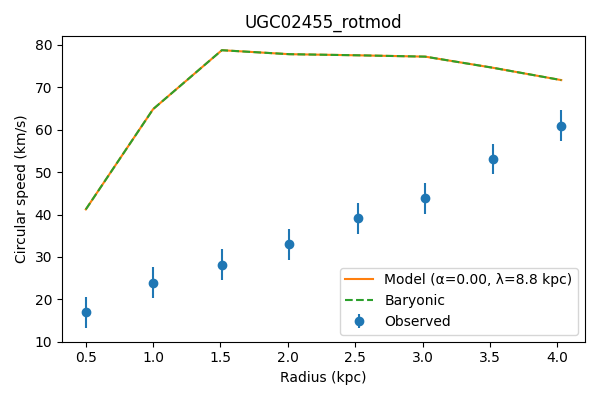 UGC02455_rotmod
Circular speed (km/s)
80
70
60
50
40
30
20
10
Model (α=0.00, λ=8.8 kpc)
Baryonic
Observed
0.5 1.0 1.5 2.0 2.5 3.0 3.5 4.0
Radius (kpc)